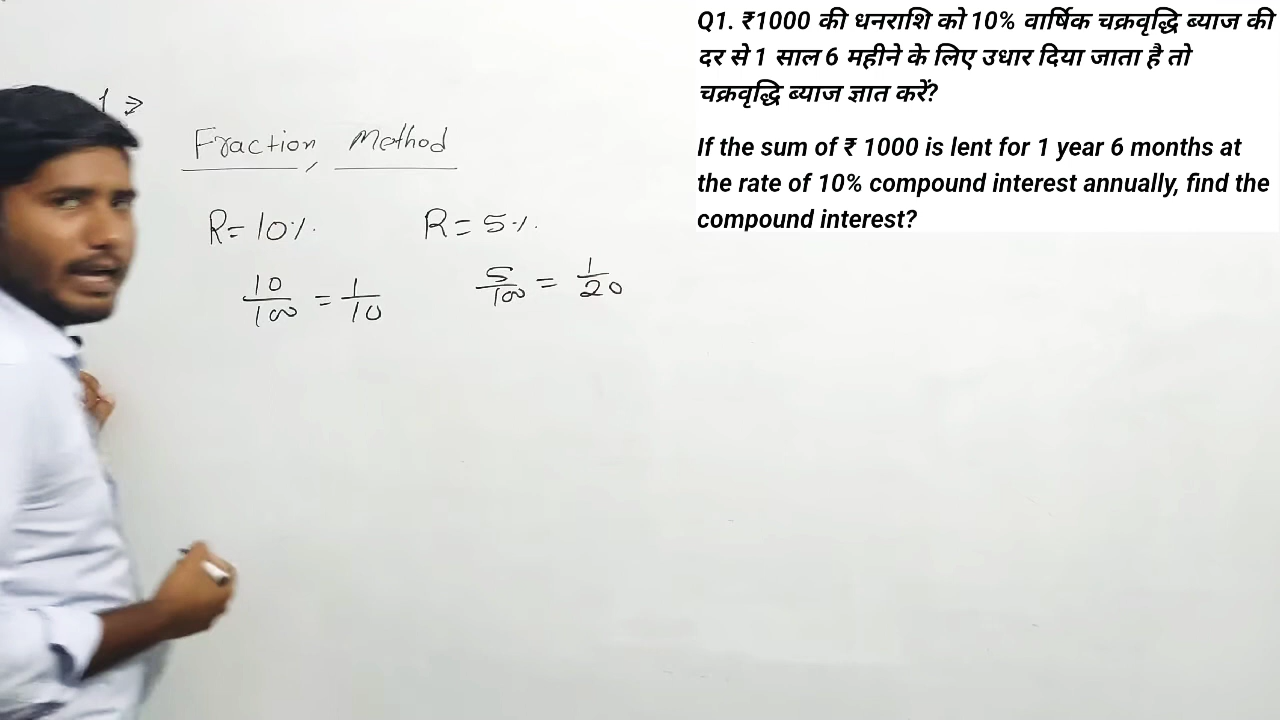 Q1. ₹1000 की धनराशि को 10% वार्षिक चक्रवृद्धि ब्याज की
दर से 1 साल 6 महीने के लिए उधार दिया जाता है तो
चक्रवृद्धि ब्याज ज्ञात करें?
If the sum of ₹ 1000 is lent for 1 year 6 months at
the rate of 10% compound interest annually, find the
compound interest?
1 ⇒
Fraction Method
R=10%. R=5%.
10/100 = 1/10 5/100 = 1/20